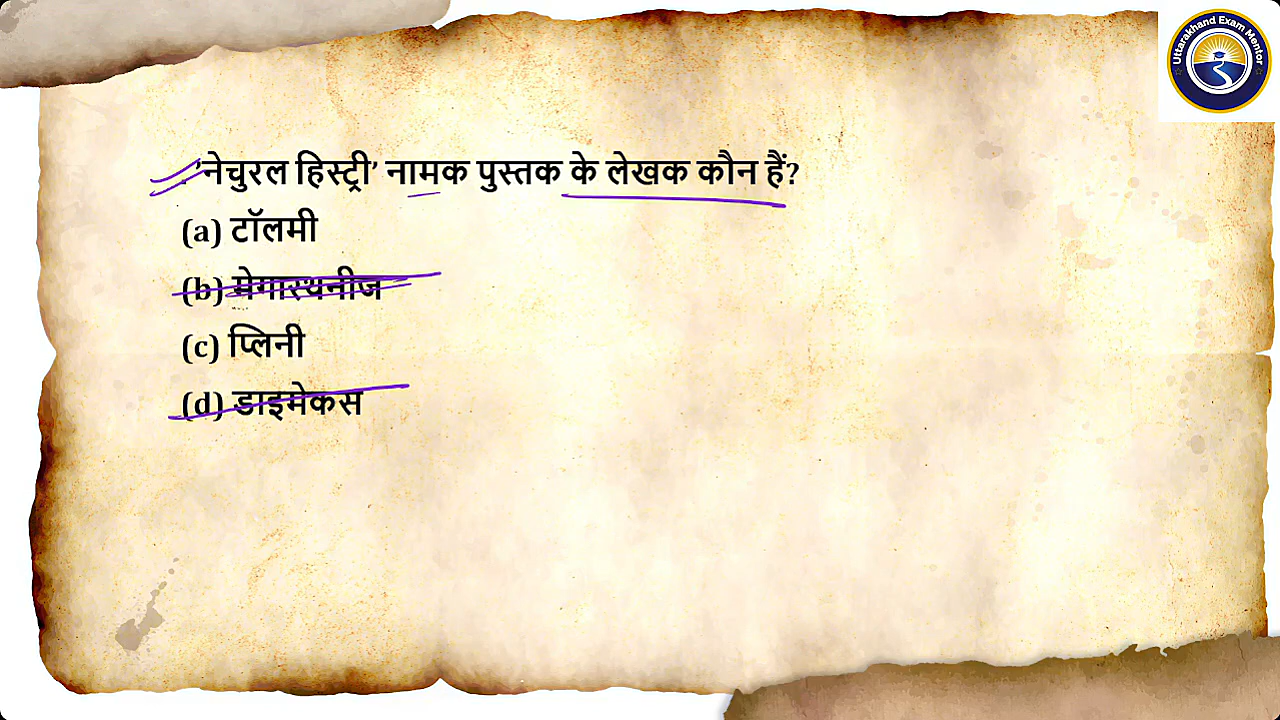 Uttarakhand Exam Mentor
'नेचुरल हिस्ट्री' नामक पुस्तक के लेखक कौन हैं?
(a) टॉलमी
(b) मेगास्थनीज
(c) प्लिनी
(d) डाइमेकस